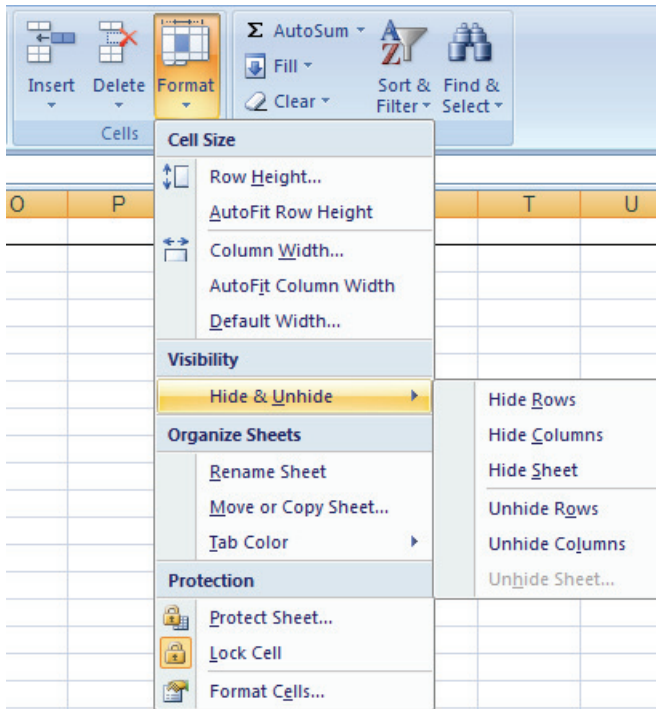 Σ AutoSum
Fill
Clear
Insert Delete Format
Sort & Filter
Find & Select
Cells
O P T U
Cell Size
Row Height...
AutoFit Row Height
Column Width...
AutoFit Column Width
Default Width...
Visibility
Hide & Unhide
Hide Rows
Hide Columns
Hide Sheet
Unhide Rows
Unhide Columns
Unhide Sheet...
Organize Sheets
Rename Sheet
Move or Copy Sheet...
Tab Color
Protection
Protect Sheet...
Lock Cell
Format Cells...